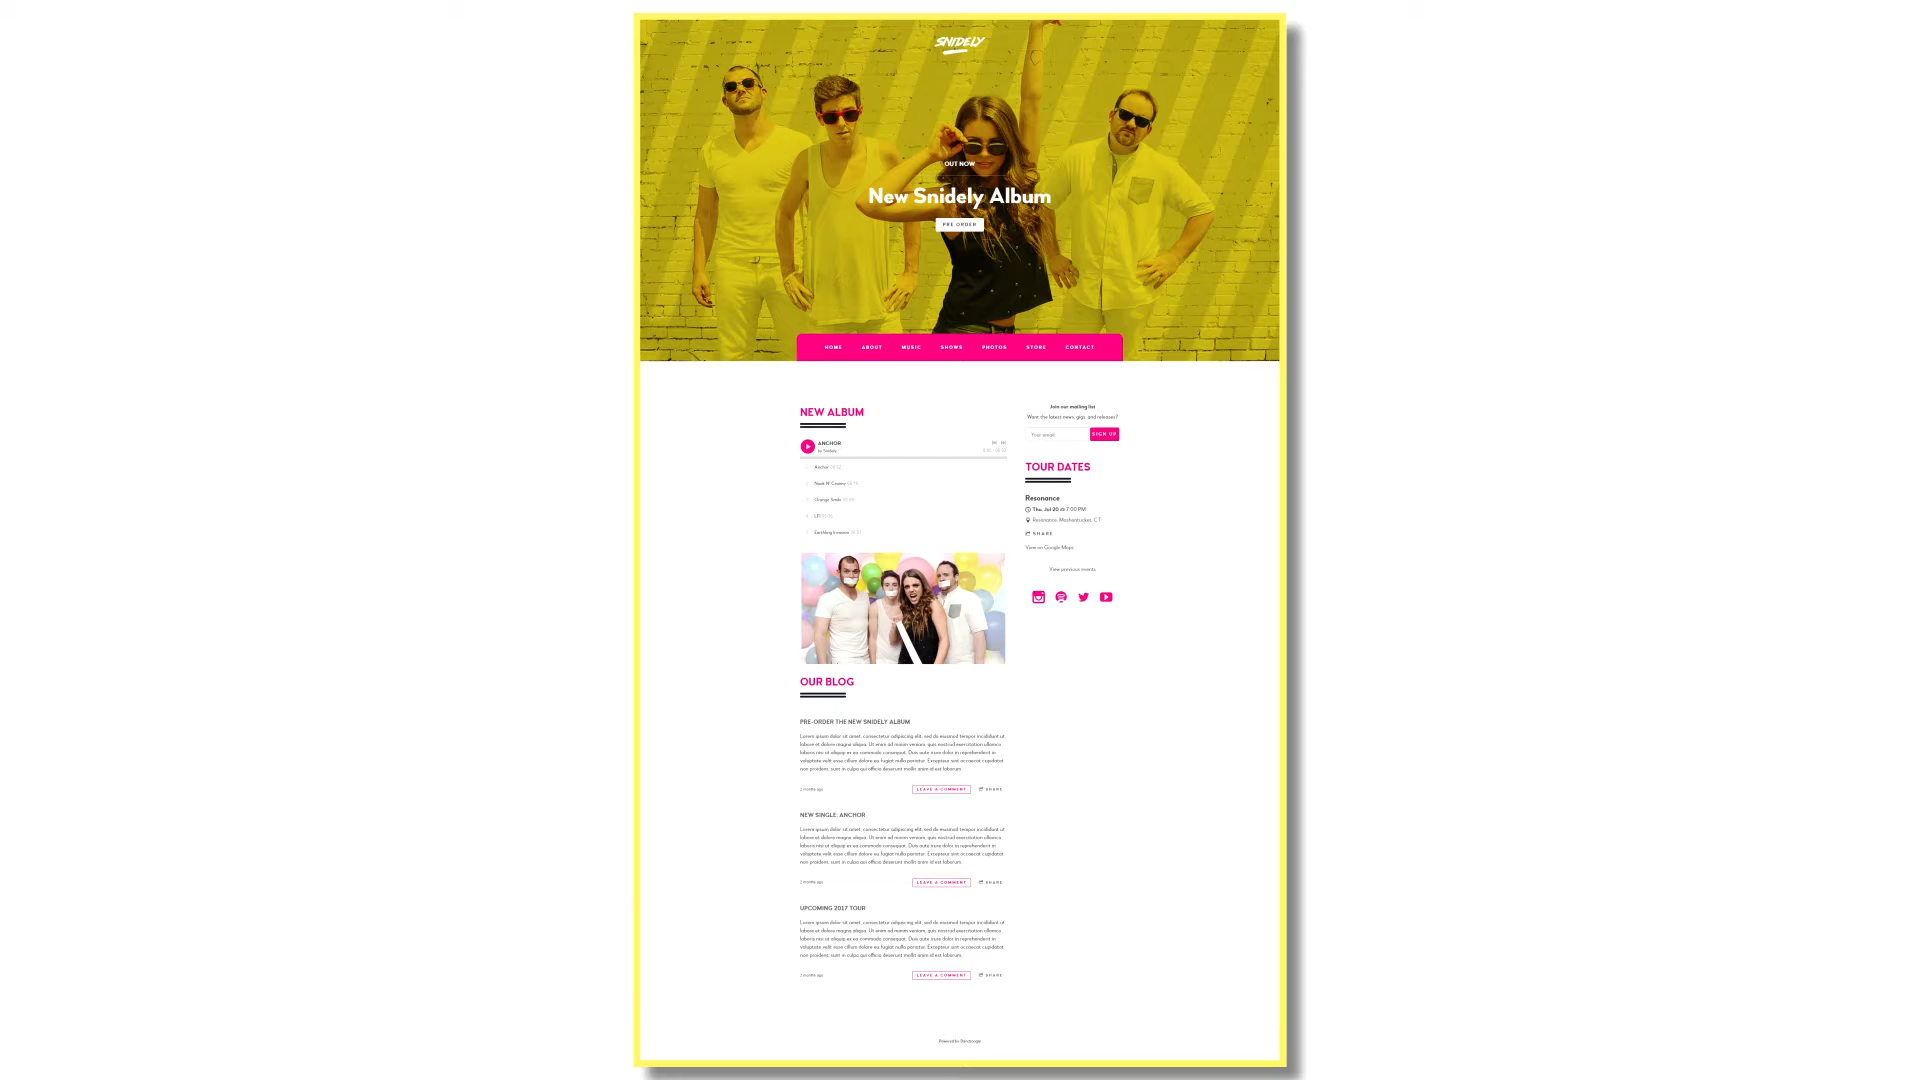 SNIDELY
OUT NOW
New Snidely Album
PRE ORDER
HOME ABOUT MUSIC SHOWS PHOTOS STORE CONTACT
NEW ALBUM
ANCHOR
by Snidely
Anchor
Nook N' Cranny
Orange Smile
LFI
Earthling Invasion
OUR BLOG
PRE-ORDER THE NEW SNIDELY ALBUM
Lorem ipsum dolor sit amet, consectetur adipiscing elit, sed do eiusmod tempor incididunt ut
labore et dolore magna aliqua. Ut enim ad minim veniam, quis nostrud exercitation ullamco
laboris nisi ut aliquip ex ea commodo consequat. Duis aute irure dolor in reprehenderit in
voluptate velit esse cillum dolore eu fugiat nulla pariatur. Excepteur sint occaecat cupidatat
non proident, sunt in culpa qui officia deserunt mollit anim id est laborum.
2 months ago LEAVE A COMMENT SHARE
NEW SINGLE: ANCHOR
Lorem ipsum dolor sit amet, consectetur adipiscing elit, sed do eiusmod tempor incididunt ut
labore et dolore magna aliqua. Ut enim ad minim veniam, quis nostrud exercitation ullamco
laboris nisi ut aliquip ex ea commodo consequat. Duis aute irure dolor in reprehenderit in
voluptate velit esse cillum dolore eu fugiat nulla pariatur. Excepteur sint occaecat cupidatat
non proident, sunt in culpa qui officia deserunt mollit anim id est laborum.
2 months ago LEAVE A COMMENT SHARE
UPCOMING 2017 TOUR
Lorem ipsum dolor sit amet, consectetur adipiscing elit, sed do eiusmod tempor incididunt ut
labore et dolore magna aliqua. Ut enim ad minim veniam, quis nostrud exercitation ullamco
laboris nisi ut aliquip ex ea commodo consequat. Duis aute irure dolor in reprehenderit in
voluptate velit esse cillum dolore eu fugiat nulla pariatur. Excepteur sint occaecat cupidatat
non proident, sunt in culpa qui officia deserunt mollit anim id est laborum.
2 months ago LEAVE A COMMENT SHARE
Join our mailing list
Want the latest news, gigs, and releases?
Your email SIGN UP
TOUR DATES
Resonance
Thu, Jul 20 @ 7:00 PM
Resonance, Mashantucket, CT
SHARE
View on Google Maps
View previous events
Powered by Bandzoogle